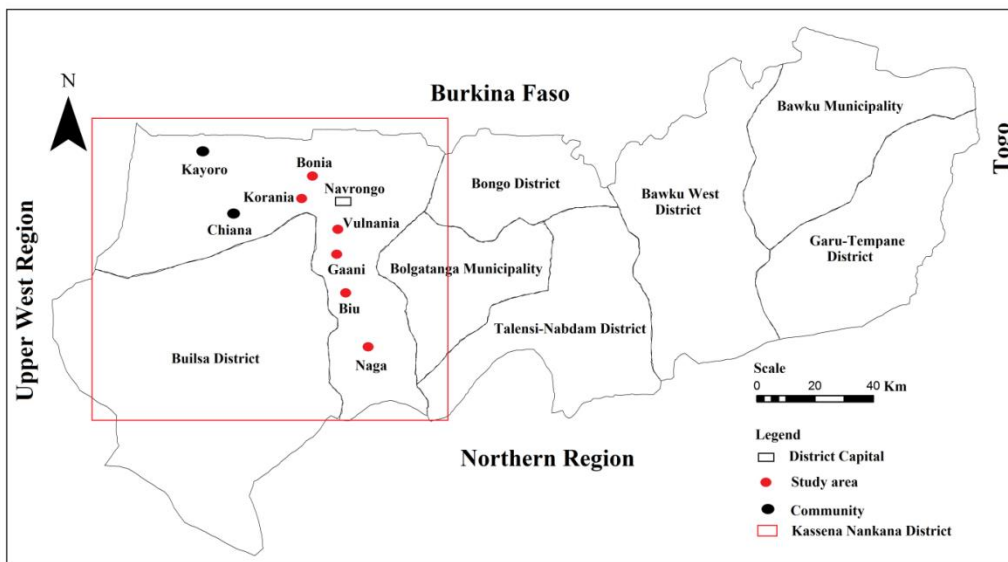 N
Burkina Faso
Togo
Upper West Region
Northern Region
Kayoro
Bonia
Korania
Navrongo
Chiana
Vulnania
Gaani
Biu
Naga
Builsa District
Bongo District
Bolgatanga Municipality
Talensi-Nabdam District
Bawku West
District
Bawku Municipality
Garu-Tempane
District
Scale
0 20 40 Km
Legend
District Capital
Study area
Community
Kassena Nankana District